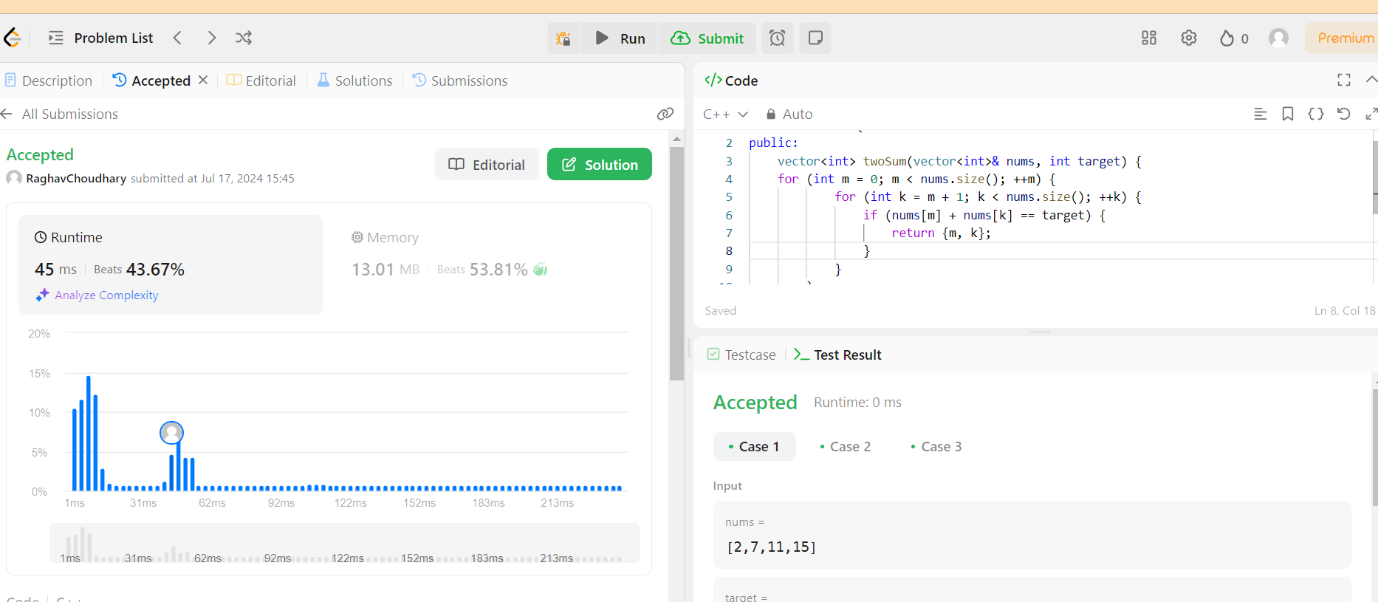 Problem List
Run
Submit
0
Premium
Description
Accepted
Editorial
Solutions
Submissions
All Submissions
Accepted
RaghavChoudhary submitted at Jul 17, 2024 15:45
Editorial
Solution
Runtime
45 ms Beats 43.67%
Analyze Complexity
Memory
13.01 MB Beats 53.81%
20%
15%
10%
5%
0%
1ms 31ms 62ms 92ms 122ms 152ms 183ms 213ms
1ms 31ms 62ms 92ms 122ms 152ms 183ms 213ms
Code C++
</> Code
C++ Auto
2 public:
3 vector<int> twoSum(vector<int>& nums, int target) {
4 for (int m = 0; m < nums.size(); ++m) {
5 for (int k = m + 1; k < nums.size(); ++k) {
6 if (nums[m] + nums[k] == target) {
7 return {m, k};
8 }
9 }
Saved
Ln 8, Col 18
Testcase
Test Result
Accepted Runtime: 0 ms
• Case 1 • Case 2 • Case 3
Input
nums =
[2,7,11,15]
target =